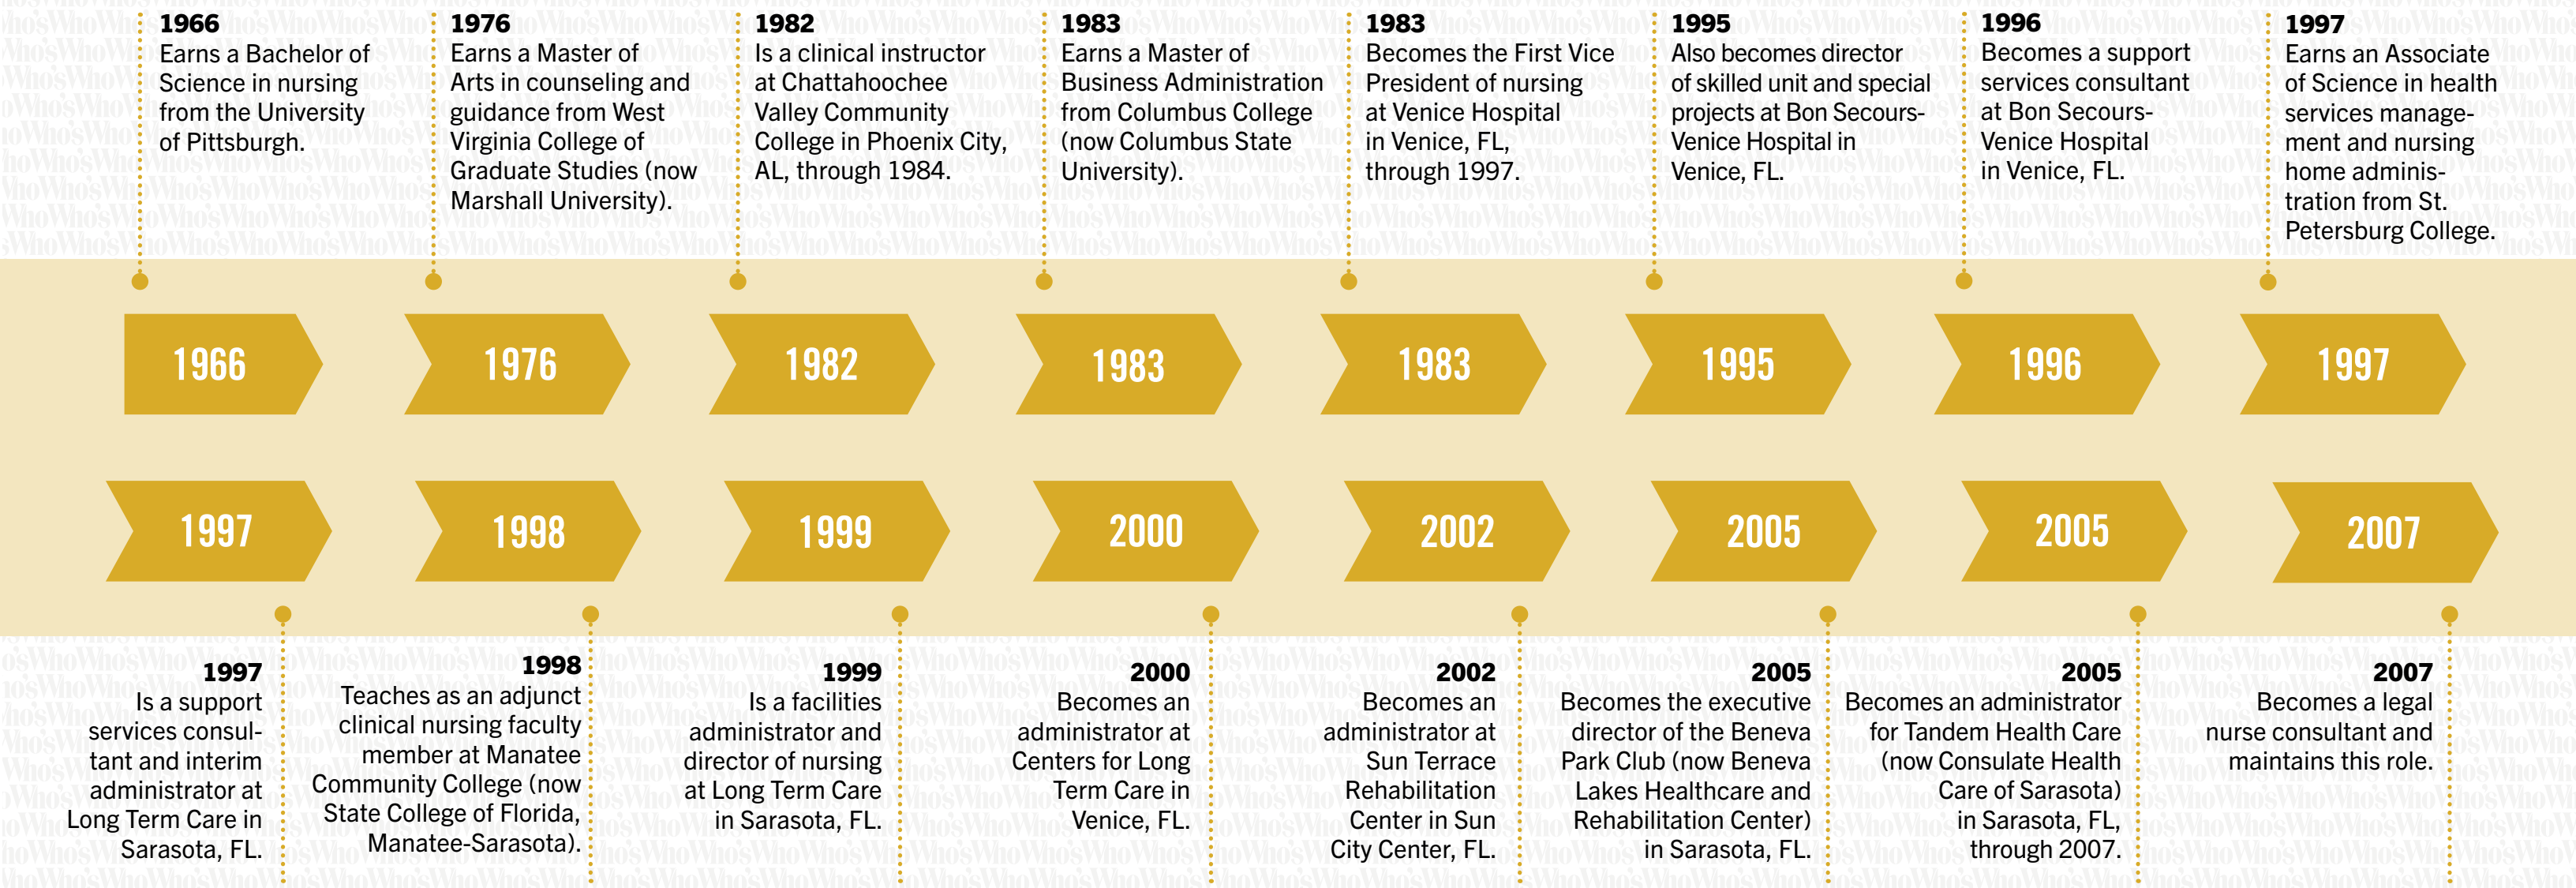 1966
Earns a Bachelor of
Science in nursing
from the University
of Pittsburgh.
1976
Earns a Master of
Arts in counseling and
guidance from West
Virginia College of
Graduate Studies (now
Marshall University).
1982
Is a clinical instructor
at Chattahoochee
Valley Community
College in Phoenix City,
AL, through 1984.
1983
Earns a Master of
Business Administration
from Columbus College
(now Columbus State
University).
1983
Becomes the First Vice
President of nursing
at Venice Hospital
in Venice, FL,
through 1997.
1995
Also becomes director
of skilled unit and special
projects at Bon Secours-
Venice Hospital in
Venice, FL.
1996
Becomes a support
services consultant
at Bon Secours-
Venice Hospital
in Venice, FL.
1997
Earns an Associate
of Science in health
services manage-
ment and nursing
home adminis-
tration from St.
Petersburg College.
1966
1976
1982
1983
1983
1995
1996
1997
1997
1998
1999
2000
2002
2005
2005
2007
1997
Is a support
services consul-
tant and interim
administrator at
Long Term Care in
Sarasota, FL.
1998
Teaches as an adjunct
clinical nursing faculty
member at Manatee
Community College (now
State College of Florida,
Manatee-Sarasota).
1999
Is a facilities
administrator and
director of nursing
at Long Term Care
in Sarasota, FL.
2000
Becomes an
administrator at
Centers for Long
Term Care in
Venice, FL.
2002
Becomes an
administrator at
Sun Terrace
Rehabilitation
Center in Sun
City Center, FL.
2005
Becomes the executive
director of the Beneva
Park Club (now Beneva
Lakes Healthcare and
Rehabilitation Center)
in Sarasota, FL.
2005
Becomes an administrator
for Tandem Health Care
(now Consulate Health
Care of Sarasota)
in Sarasota, FL,
through 2007.
2007
Becomes a legal
nurse consultant and
maintains this role.